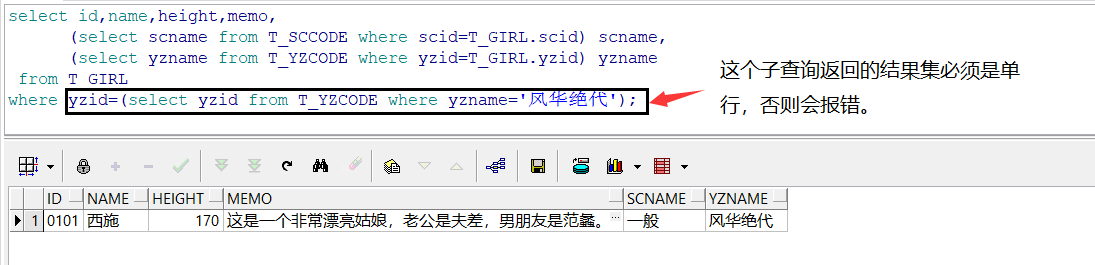 select id,name,height,memo,
(select scname from T_SCCODE where scid=T_GIRL.scid) scname,
(select yzname from T_YZCODE where yzid=T_GIRL.yzid) yzname
from T_GIRL
where yzid=(select yzid from T_YZCODE where yzname='风华绝代');
这个子查询返回的结果集必须是单
行，否则会报错。
ID NAME HEIGHT MEMO SCNAME YZNAME
1 0101 西施 170 这是一个非常漂亮姑娘，老公是夫差，男朋友是范蠡。 … 一般 风华绝代